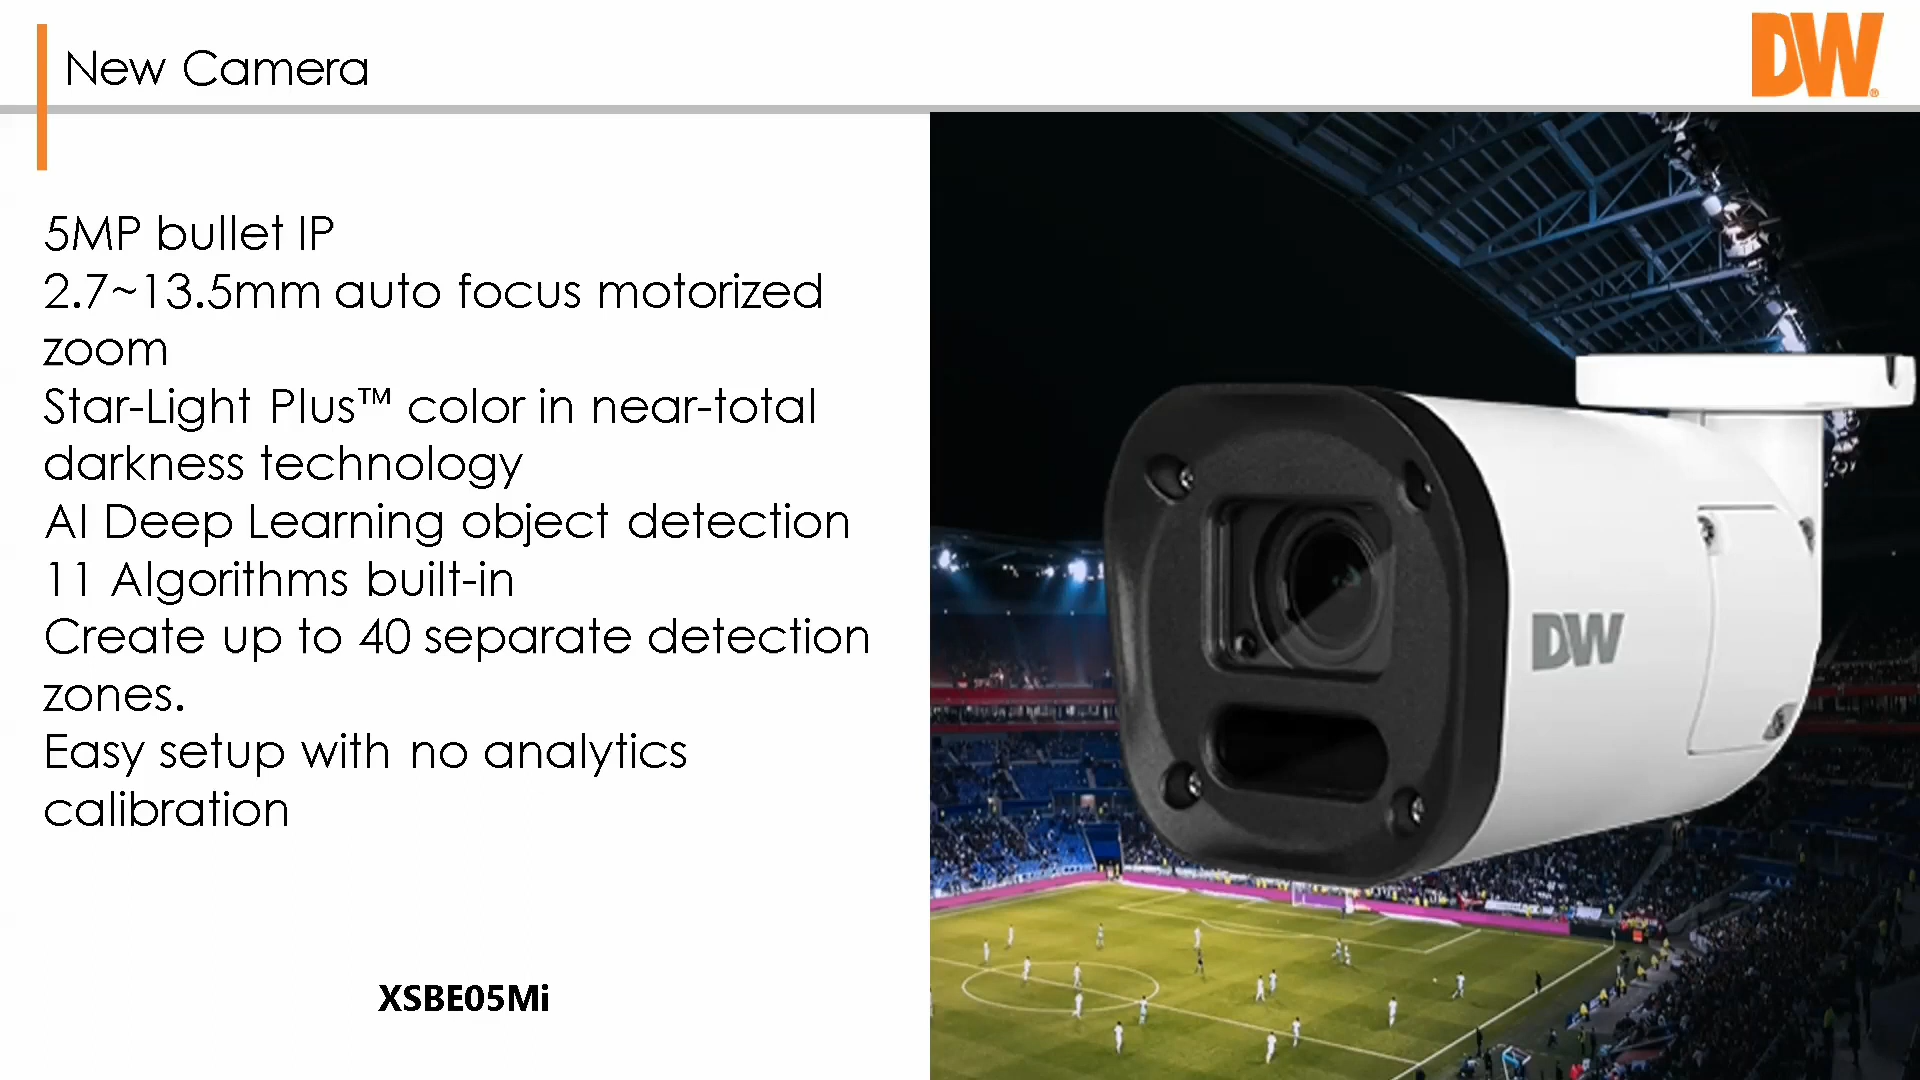 New Camera
DW®
5MP bullet IP
2.7~13.5mm auto focus motorized
zoom
Star-Light Plus™ color in near-total
darkness technology
AI Deep Learning object detection
11 Algorithms built-in
Create up to 40 separate detection
zones.
Easy setup with no analytics
calibration
XSBE05Mi
DW